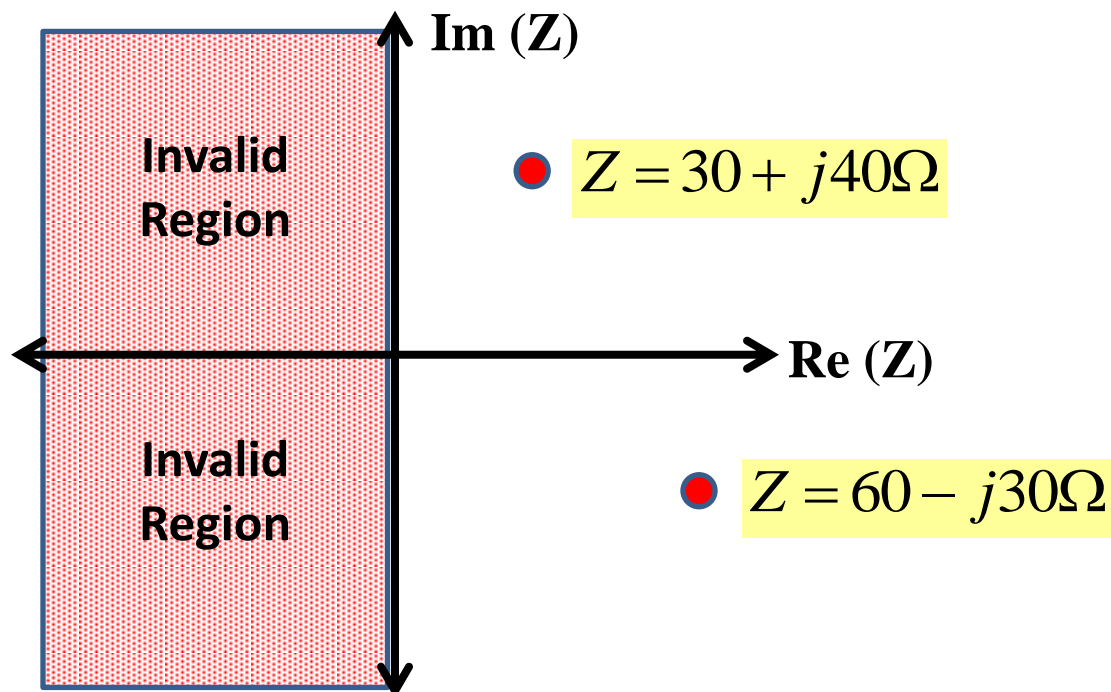 Im (Z)
Invalid
Region
Z = 30 + j40Ω
Re (Z)
Invalid
Region
Z = 60 − j30Ω